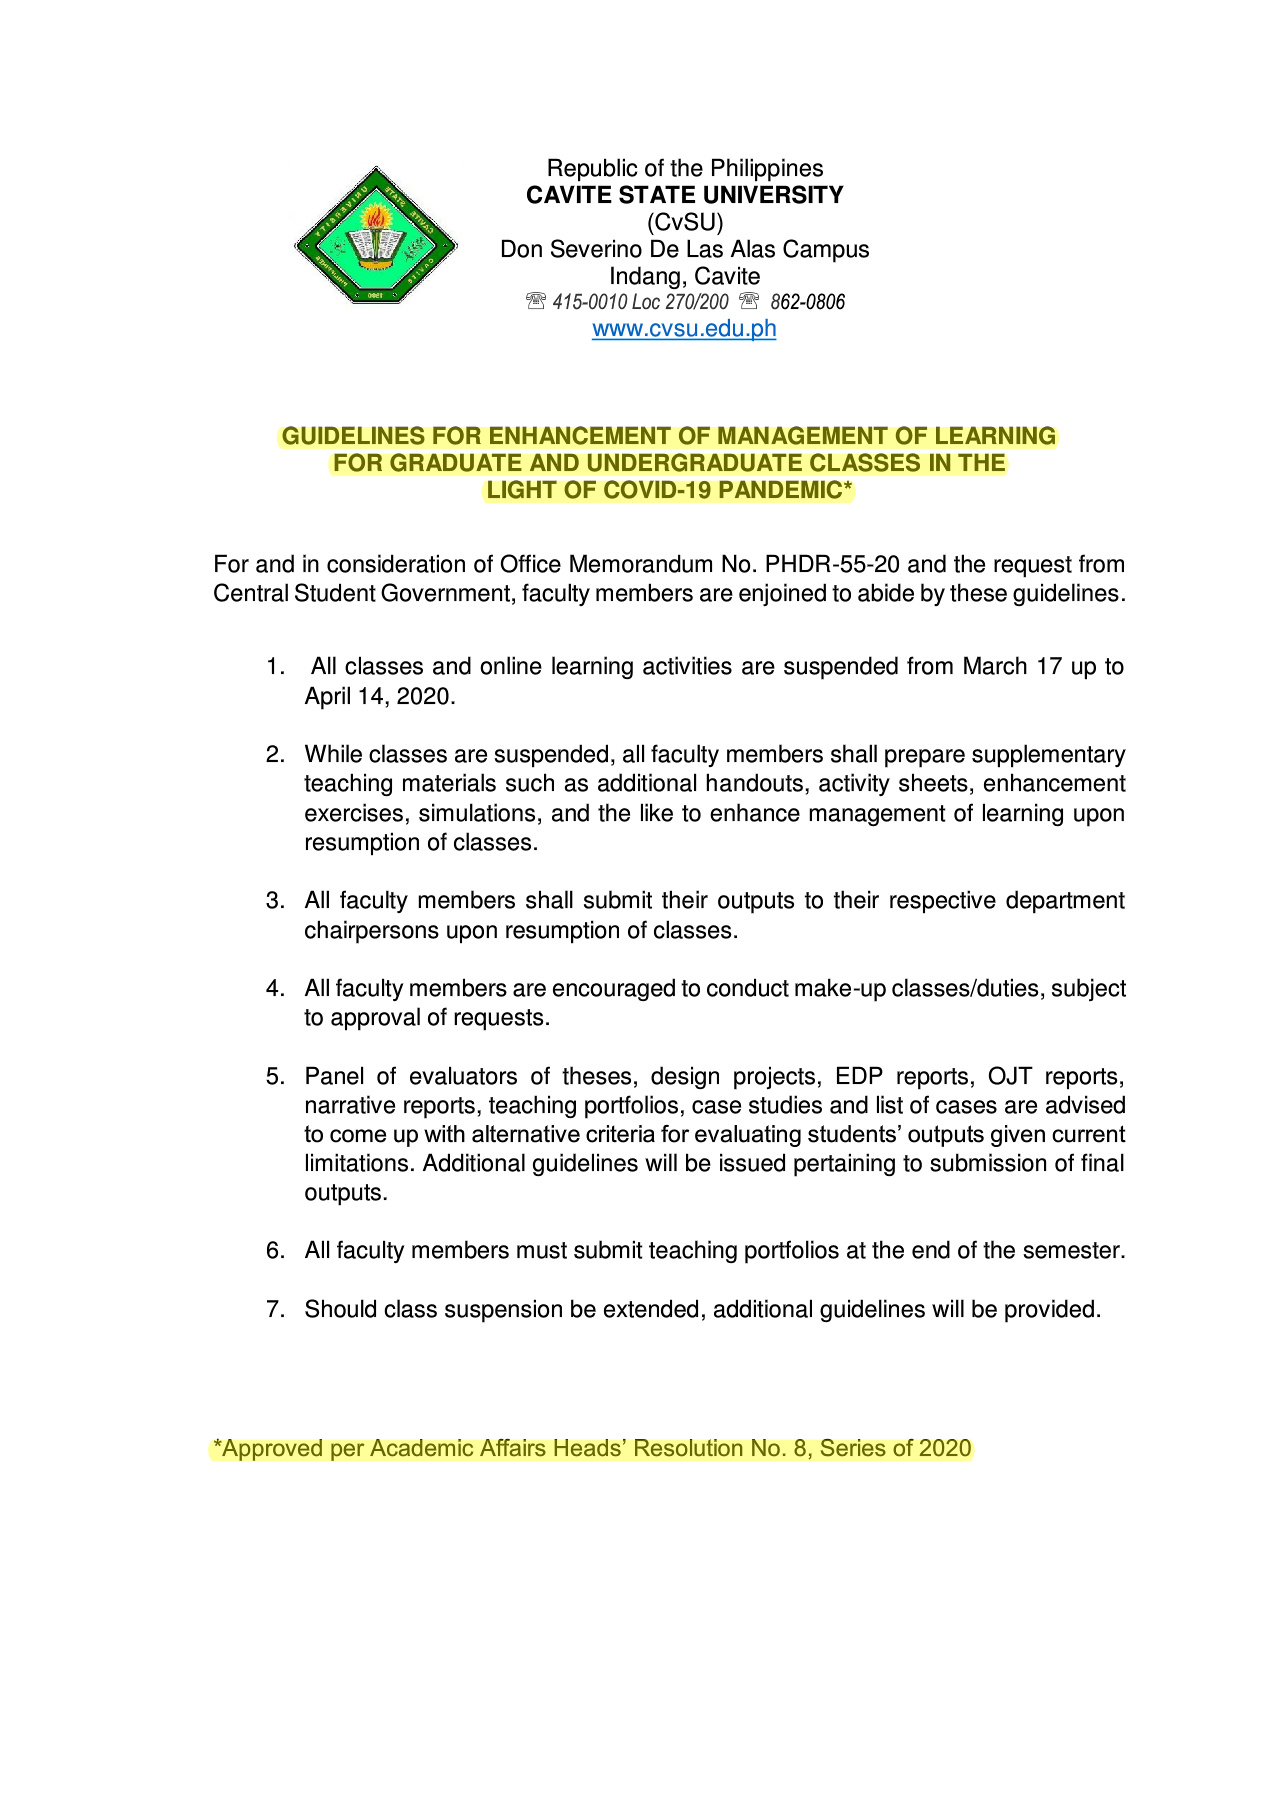 Republic of the Philippines
CAVITE STATE UNIVERSITY
(CvSU)
Don Severino De Las Alas Campus
Indang, Cavite
☏ 415-0010 Loc 270/200 ☏ 862-0806
www.cvsu.edu.ph
UNIVERSITY
CAVITE STATE
CAVITE
PHILIPPINES
1906
GUIDELINES FOR ENHANCEMENT OF MANAGEMENT OF LEARNING
FOR GRADUATE AND UNDERGRADUATE CLASSES IN THE
LIGHT OF COVID-19 PANDEMIC*
For and in consideration of Office Memorandum No. PHDR-55-20 and the request from
Central Student Government, faculty members are enjoined to abide by these guidelines.
1. All classes and online learning activities are suspended from March 17 up to
April 14, 2020.
2. While classes are suspended, all faculty members shall prepare supplementary
teaching materials such as additional handouts, activity sheets, enhancement
exercises, simulations, and the like to enhance management of learning upon
resumption of classes.
3. All faculty members shall submit their outputs to their respective department
chairpersons upon resumption of classes.
4. All faculty members are encouraged to conduct make-up classes/duties, subject
to approval of requests.
5. Panel of evaluators of theses, design projects, EDP reports, OJT reports,
narrative reports, teaching portfolios, case studies and list of cases are advised
to come up with alternative criteria for evaluating students’ outputs given current
limitations. Additional guidelines will be issued pertaining to submission of final
outputs.
6. All faculty members must submit teaching portfolios at the end of the semester.
7. Should class suspension be extended, additional guidelines will be provided.
*Approved per Academic Affairs Heads’ Resolution No. 8, Series of 2020